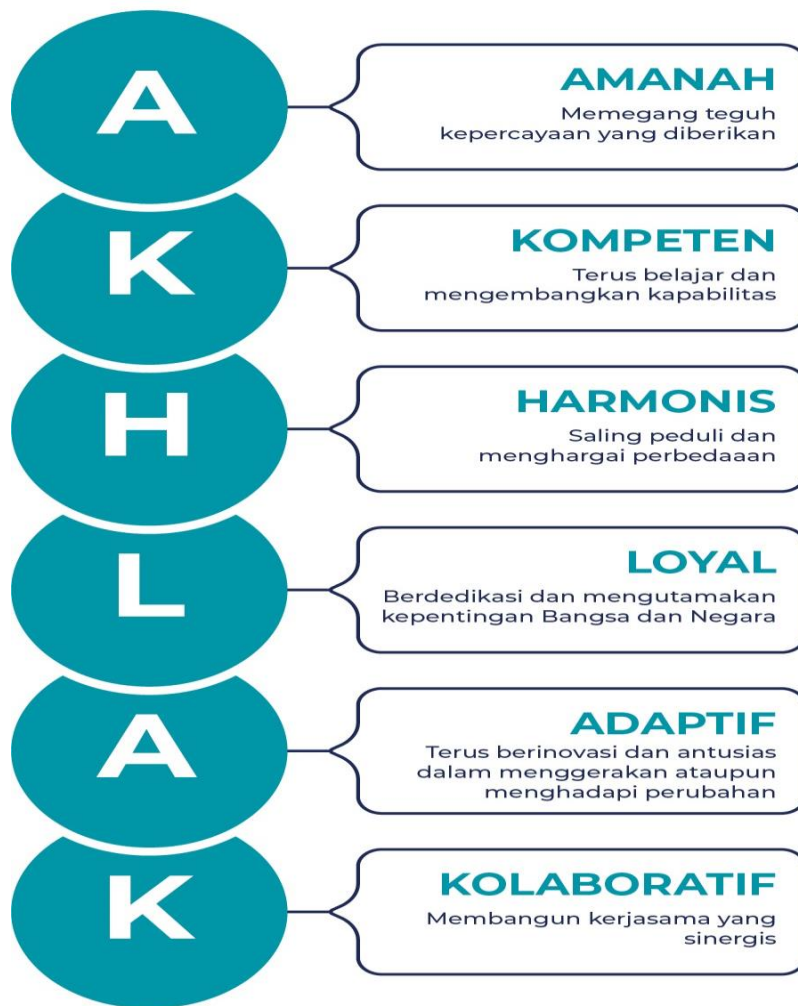 A
AMANAH
Memegang teguh
kepercayaan yang diberikan
K
KOMPETEN
Terus belajar dan
mengembangkan kapabilitas
H
HARMONIS
Saling peduli dan
menghargai perbedaaan
L
LOYAL
Berdedikasi dan mengutamakan
kepentingan Bangsa dan Negara
A
ADAPTIF
Terus berinovasi dan antusias
dalam menggerakan ataupun
menghadapi perubahan
K
KOLABORATIF
Membangun kerjasama yang
sinergis